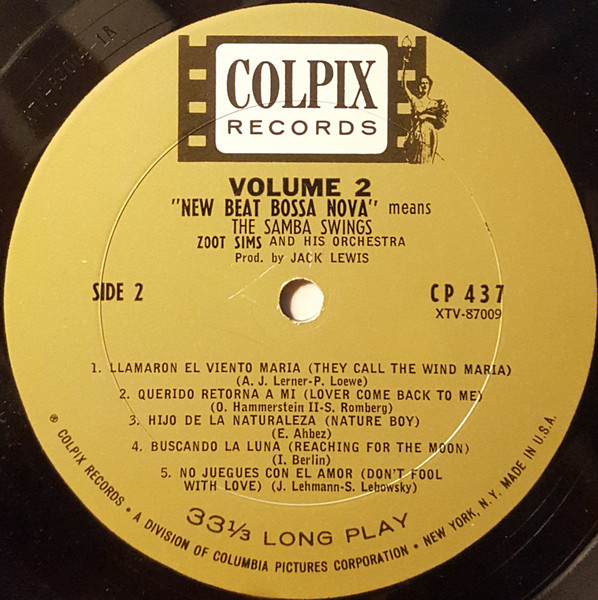 COLPIX
RECORDS
VOLUME 2
"NEW BEAT BOSSA NOVA" means
THE SAMBA SWINGS
ZOOT SIMS AND HIS ORCHESTRA
Prod. by JACK LEWIS
SIDE 2
CP 437
XTV-87009
1. LLAMARON EL VIENTO MARIA (THEY CALL THE WIND MARIA)
(A. J. Lerner-P. Loewe)
2. QUERIDO RETORNA A MI (LOVER COME BACK TO ME)
(O. Hammerstein II-S. Romberg)
3. HIJO DE LA NATURALEZA (NATURE BOY)
(E. Ahbez)
4. BUSCANDO LA LUNA (REACHING FOR THE MOON)
(I. Berlin)
5. NO JUEGUES CON EL AMOR (DON'T FOOL
WITH LOVE) (J. Lehmann-S. Lebowsky)
33⅓ LONG PLAY
® COLPIX RECORDS • A DIVISION OF COLUMBIA PICTURES CORPORATION • NEW YORK, N.Y. MADE IN U.S.A.